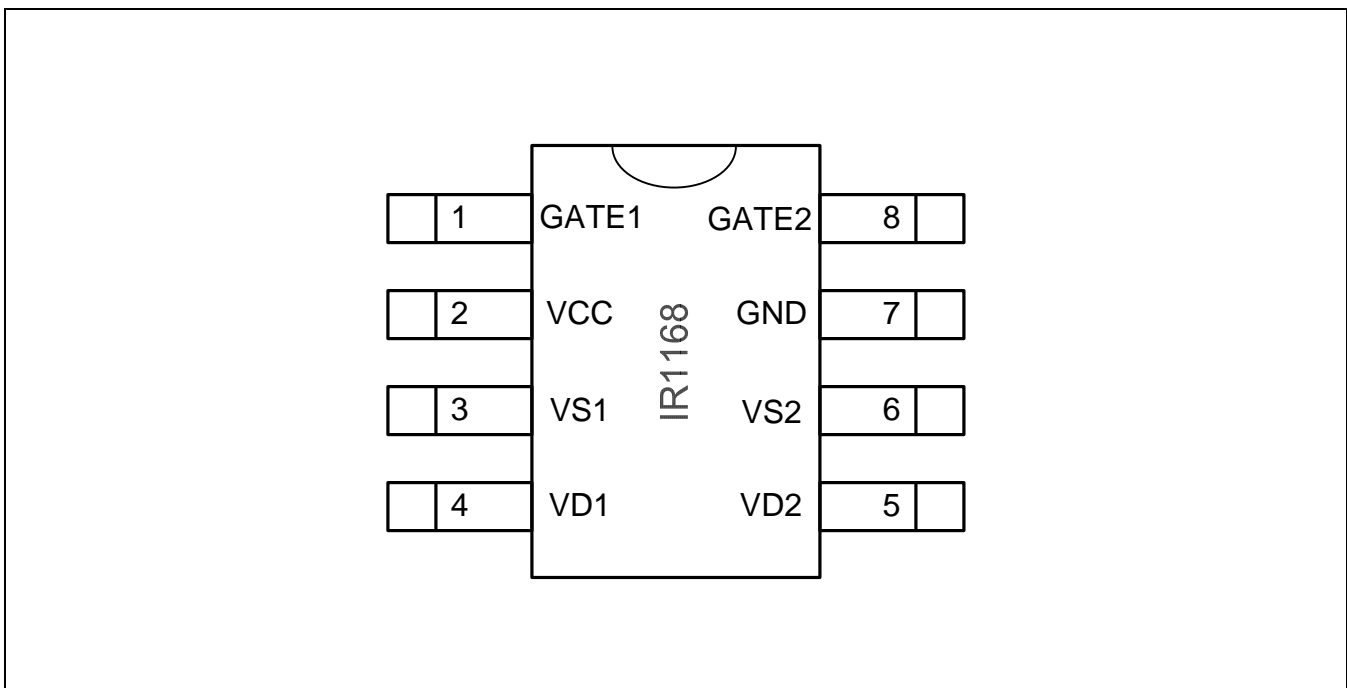 1 GATE1 GATE2 8
2 VCC GND 7
IR1168
3 VS1 VS2 6
4 VD1 VD2 5